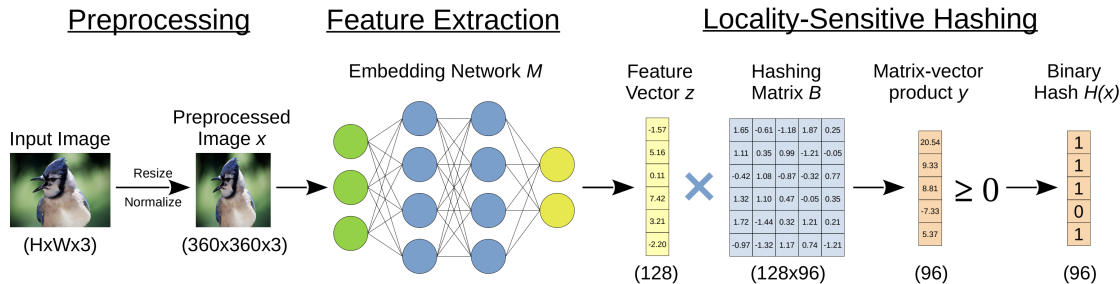 Preprocessing
Feature Extraction
Locality-Sensitive Hashing
Input Image
(HxWx3)
Resize
Normalize
Preprocessed
Image x
(360x360x3)
Embedding Network M
Feature
Vector z
-1.57
5.16
0.11
7.42
3.21
-2.20
(128)
Hashing
Matrix B
1.65 -0.61 -1.18 1.87 0.25
1.11 0.35 0.99 -1.21 -0.05
-0.42 1.08 -0.87 -0.32 0.77
1.32 1.10 0.47 -0.05 0.35
1.72 -1.44 0.32 1.21 0.21
-0.97 -1.32 1.17 0.74 -1.21
(128x96)
Matrix-vector
product y
20.54
9.33
8.81
-7.33
5.37
(96)
≥ 0
Binary
Hash H(x)
1
1
1
0
1
(96)